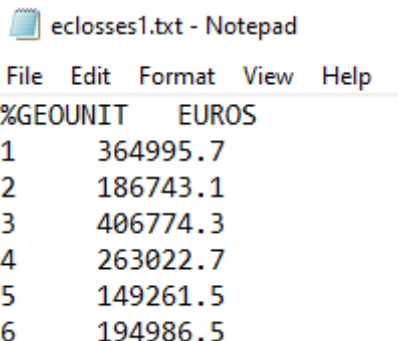 eclosses1.txt - Notepad
File Edit Format View Help
%GEOUNIT EUROS
1 364995.7
2 186743.1
3 406774.3
4 263022.7
5 149261.5
6 194986.5